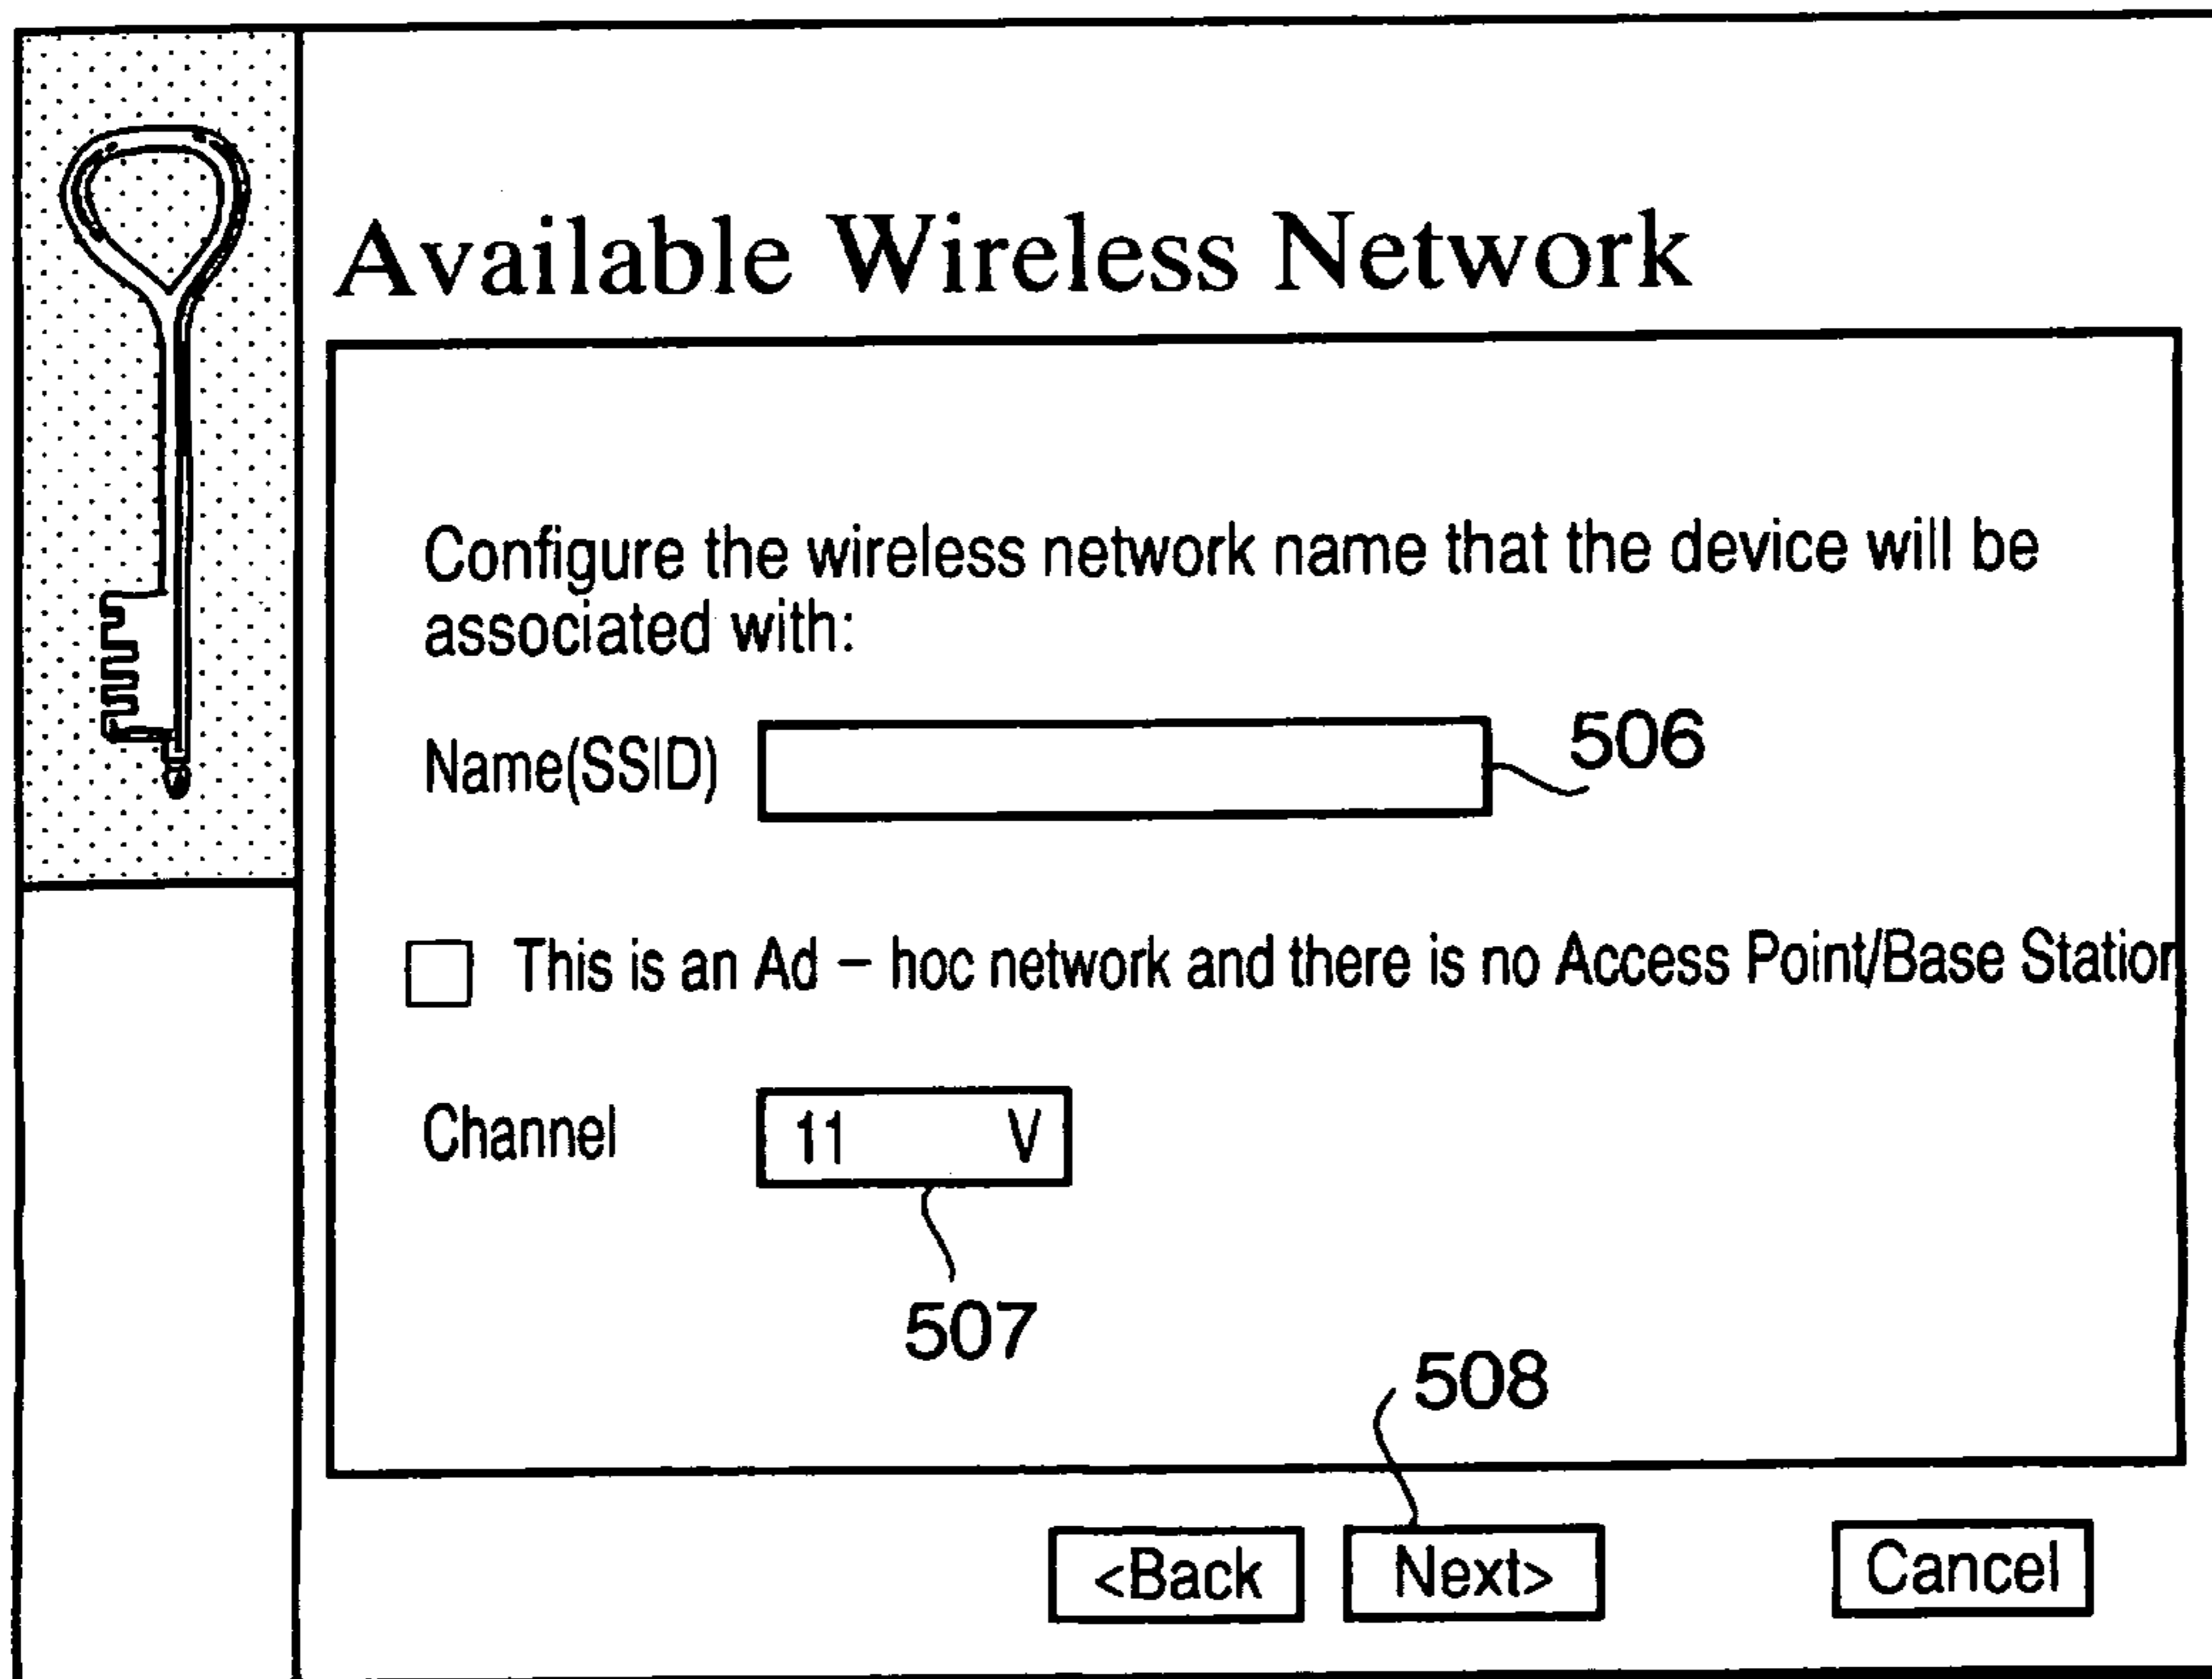 Available Wireless Network
Configure the wireless network name that the device will be
associated with:
Name(SSID)
506
This is an Ad – hoc network and there is no Access Point/Base Station
Channel
11 V
507
508
<Back Next> Cancel